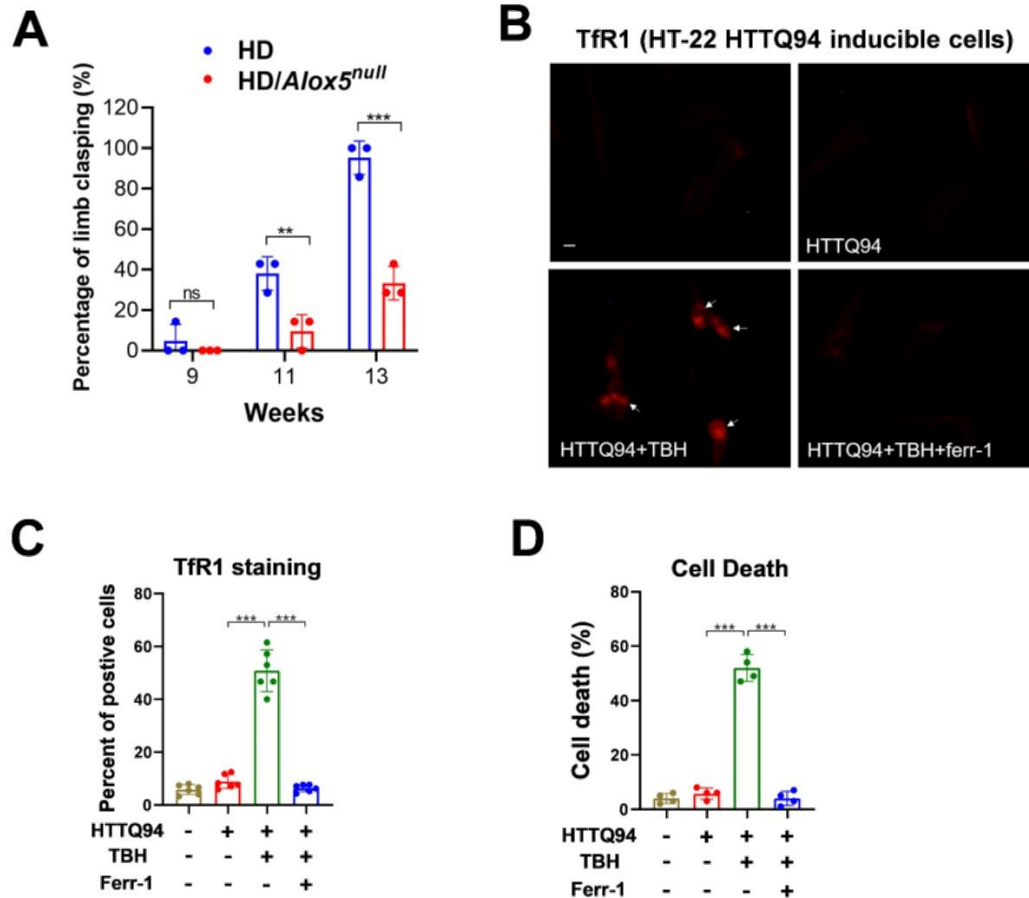 A
HD
HD/Alox5null
Percentage of limb clasping (%)
120
100
80
60
40
20
0
ns
**
***
9 11 13
Weeks
B
TfR1 (HT-22 HTTQ94 inducible cells)
HTTQ94
HTTQ94+TBH
HTTQ94+TBH+ferr-1
C
TfR1 staining
Percent of postive cells
80
60
40
20
0
*** ***
HTTQ94 - + + +
TBH - - + +
Ferr-1 - - - +
D
Cell Death
Cell death (%)
80
60
40
20
0
*** ***
HTTQ94 - + + +
TBH - - + +
Ferr-1 - - - +